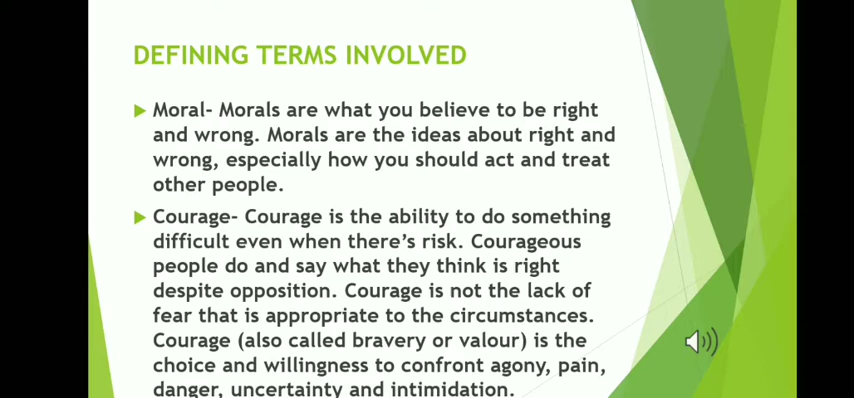 DEFINING TERMS INVOLVED
Moral- Morals are what you believe to be right
and wrong. Morals are the ideas about right and
wrong, especially how you should act and treat
other people.
Courage- Courage is the ability to do something
difficult even when there's risk. Courageous
people do and say what they think is right
despite opposition. Courage is not the lack of
fear that is appropriate to the circumstances.
Courage (also called bravery or valour) is the
choice and willingness to confront agony, pain,
danger, uncertainty and intimidation.